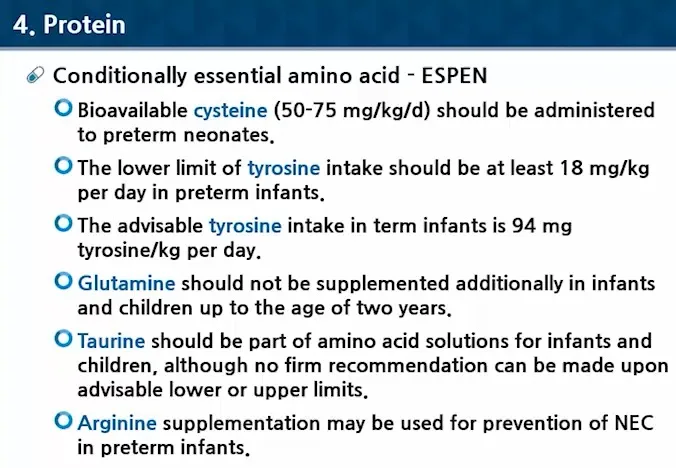 4. Protein
Conditionally essential amino acid - ESPEN
Bioavailable cysteine (50-75 mg/kg/d) should be administered
to preterm neonates.
The lower limit of tyrosine intake should be at least 18 mg/kg
per day in preterm infants.
The advisable tyrosine intake in term infants is 94 mg
tyrosine/kg per day.
Glutamine should not be supplemented additionally in infants
and children up to the age of two years.
Taurine should be part of amino acid solutions for infants and
children, although no firm recommendation can be made upon
advisable lower or upper limits.
Arginine supplementation may be used for prevention of NEC
in preterm infants.